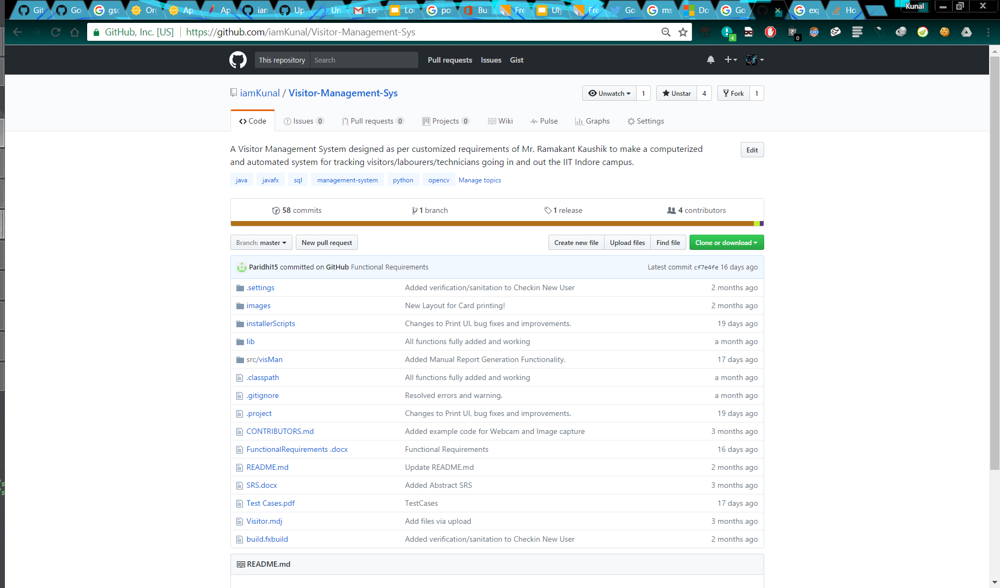 Git
Go
gsc
Org
Ap
Ap
iam
Up
Un
Loc
Loc
po
Bus
Fre
Uly
Fre
Go
ms
Do
Go
exp
Ho
Kunal
GitHub, Inc. [US] https://github.com/iamKunal/Visitor-Management-Sys
4
0
This repository Search Pull requests Issues Gist
iamKunal / Visitor-Management-Sys
Unwatch 1 Unstar 4 Fork 1
Code Issues 0 Pull requests 0 Projects 0 Wiki Pulse Graphs Settings
A Visitor Management System designed as per customized requirements of Mr. Ramakant Kaushik to make a computerized
and automated system for tracking visitors/labourers/technicians going in and out the IIT Indore campus.
Edit
java javafx sql management-system python opencv Manage topics
58 commits 1 branch 1 release 4 contributors
Branch: master New pull request Create new file Upload files Find file Clone or download
Paridhi15 committed on GitHub Functional Requirements Latest commit cf7e4fe 16 days ago
.settings Added verification/sanitation to Checkin New User 2 months ago
images New Layout for Card printing! 2 months ago
installerScripts Changes to Print UI, bug fixes and improvements. 19 days ago
lib All functions fully added and working a month ago
src/visMan Added Manual Report Generation Functionality. 17 days ago
.classpath All functions fully added and working a month ago
.gitignore Resolved errors and warning. a month ago
.project Changes to Print UI, bug fixes and improvements. 19 days ago
CONTRIBUTORS.md Added example code for Webcam and Image capture 3 months ago
FunctionalRequirements .docx Functional Requirements 16 days ago
README.md Update README.md 2 months ago
SRS.docx Added Abstract SRS 3 months ago
Test Cases.pdf TestCases 17 days ago
Visitor.mdj Add files via upload 3 months ago
build.fxbuild Added verification/sanitation to Checkin New User 2 months ago
README.md